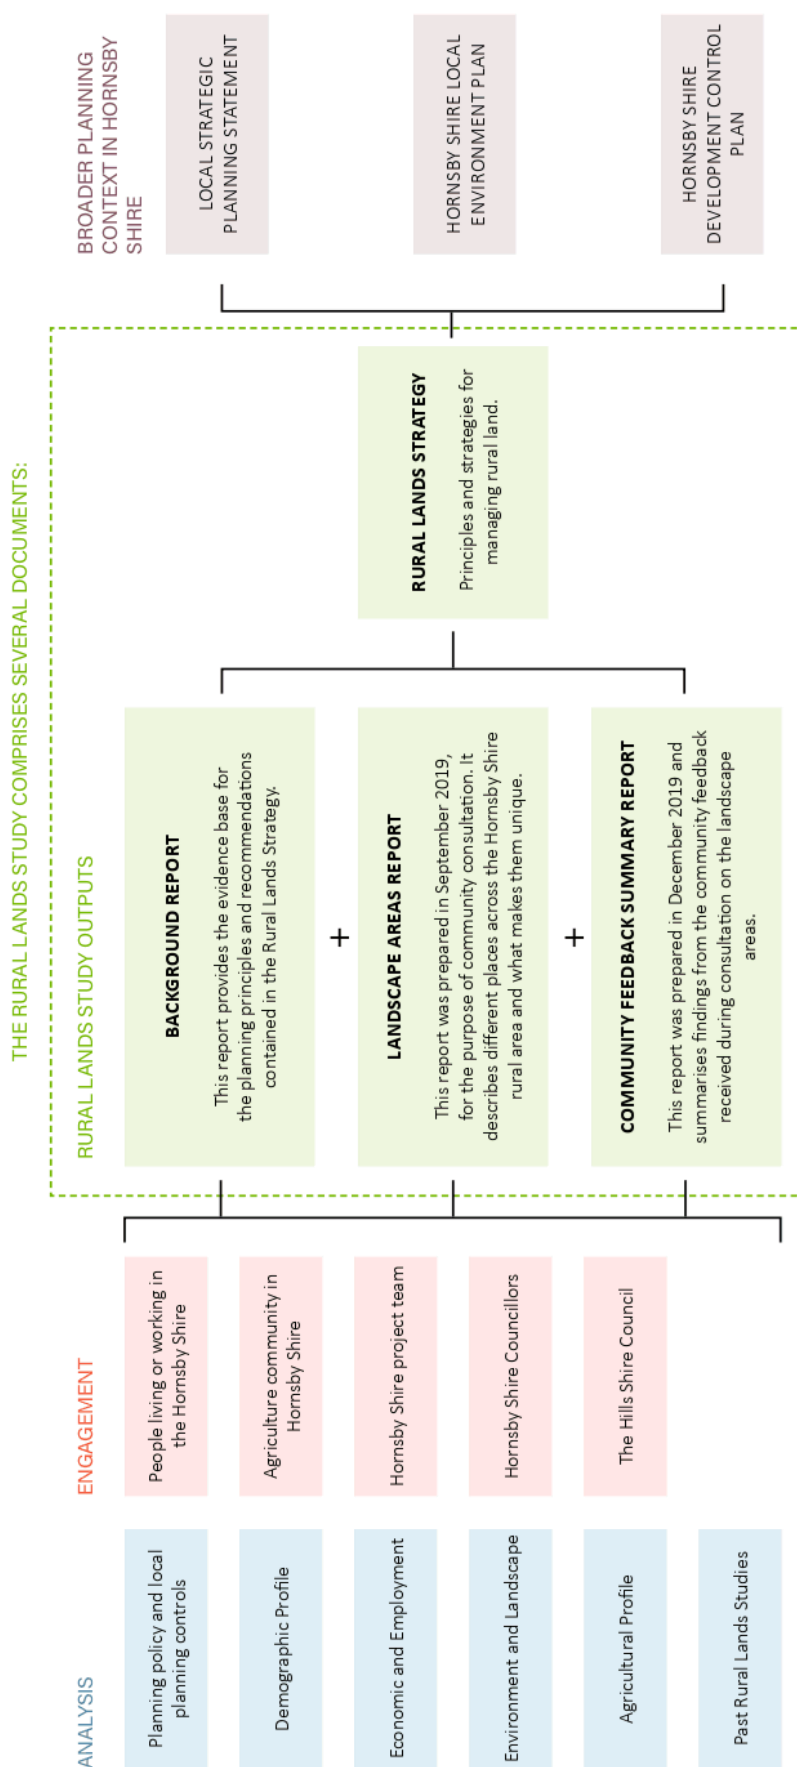 THE RURAL LANDS STUDY COMPRISES SEVERAL DOCUMENTS:
ANALYSIS
Planning policy and local
planning controls
Demographic Profile
Economic and Employment
Environment and Landscape
Agricultural Profile
Past Rural Lands Studies
ENGAGEMENT
People living or working in
the Hornsby Shire
Agriculture community in
Hornsby Shire
Hornsby Shire project team
Hornsby Shire Councillors
The Hills Shire Council
RURAL LANDS STUDY OUTPUTS
BACKGROUND REPORT
This report provides the evidence base for
the planning principles and recommendations
contained in the Rural Lands Strategy.
+
LANDSCAPE AREAS REPORT
This report was prepared in September 2019,
for the purpose of community consultation. It
describes different places across the Hornsby Shire
rural area and what makes them unique.
+
COMMUNITY FEEDBACK SUMMARY REPORT
This report was prepared in December 2019 and
summarises findings from the community feedback
received during consultation on the landscape
areas.
RURAL LANDS STRATEGY
Principles and strategies for
managing rural land.
BROADER PLANNING
CONTEXT IN HORNSBY
SHIRE
LOCAL STRATEGIC
PLANNING STATEMENT
HORNSBY SHIRE LOCAL
ENVIRONMENT PLAN
HORNSBY SHIRE
DEVELOPMENT CONTROL
PLAN